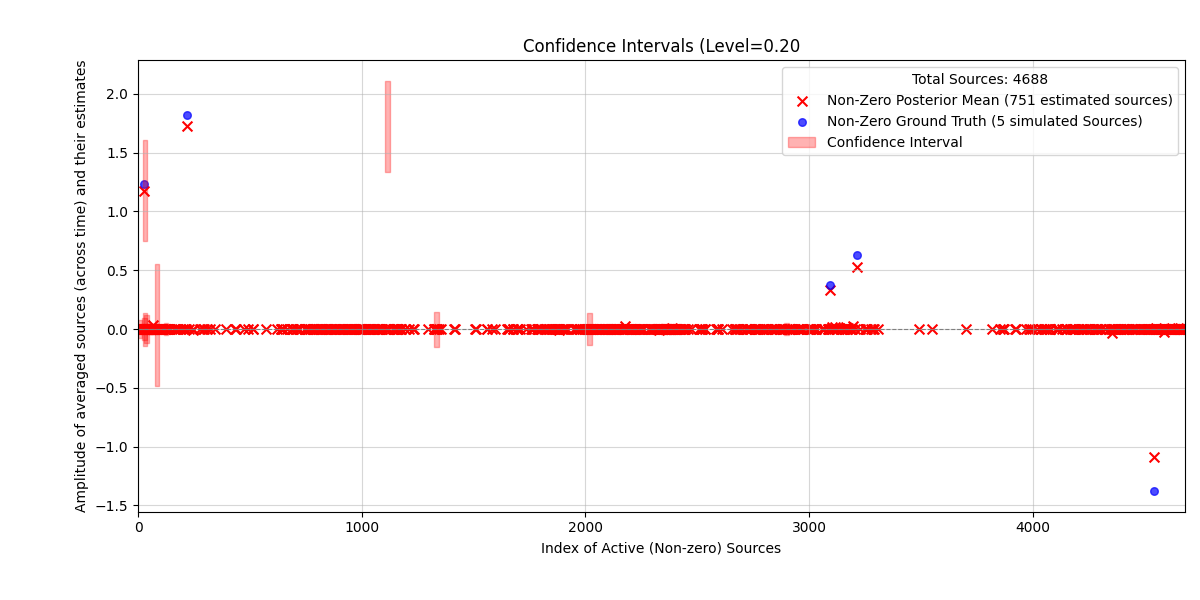 Confidence Intervals (Level=0.20
Total Sources: 4688
Non-Zero Posterior Mean (751 estimated sources)
Non-Zero Ground Truth (5 simulated Sources)
Confidence Interval
Amplitude of averaged sources (across time) and their estimates
2.0
1.5
1.0
0.5
0.0
−0.5
−1.0
−1.5
0 1000 2000 3000 4000
Index of Active (Non-zero) Sources